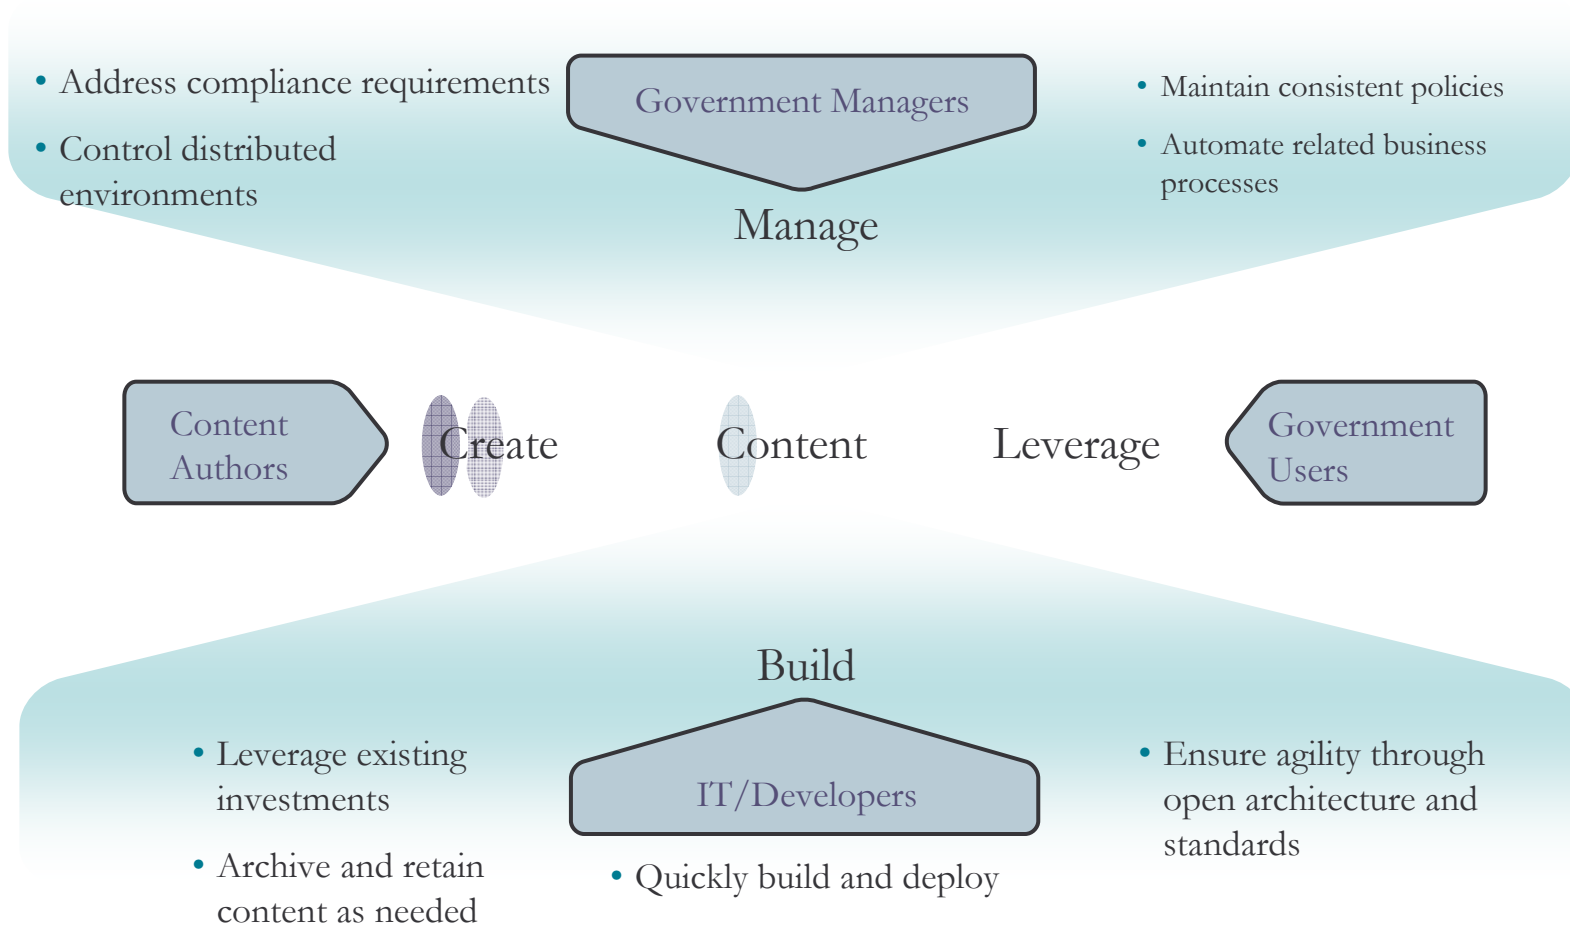 • Address compliance requirements
• Control distributed
environments
Government Managers
• Maintain consistent policies
• Automate related business
processes
Manage
Content
Authors
Create
Content
Leverage
Government
Users
Build
• Leverage existing
investments
• Archive and retain
content as needed
IT/Developers
• Quickly build and deploy
• Ensure agility through
open architecture and
standards